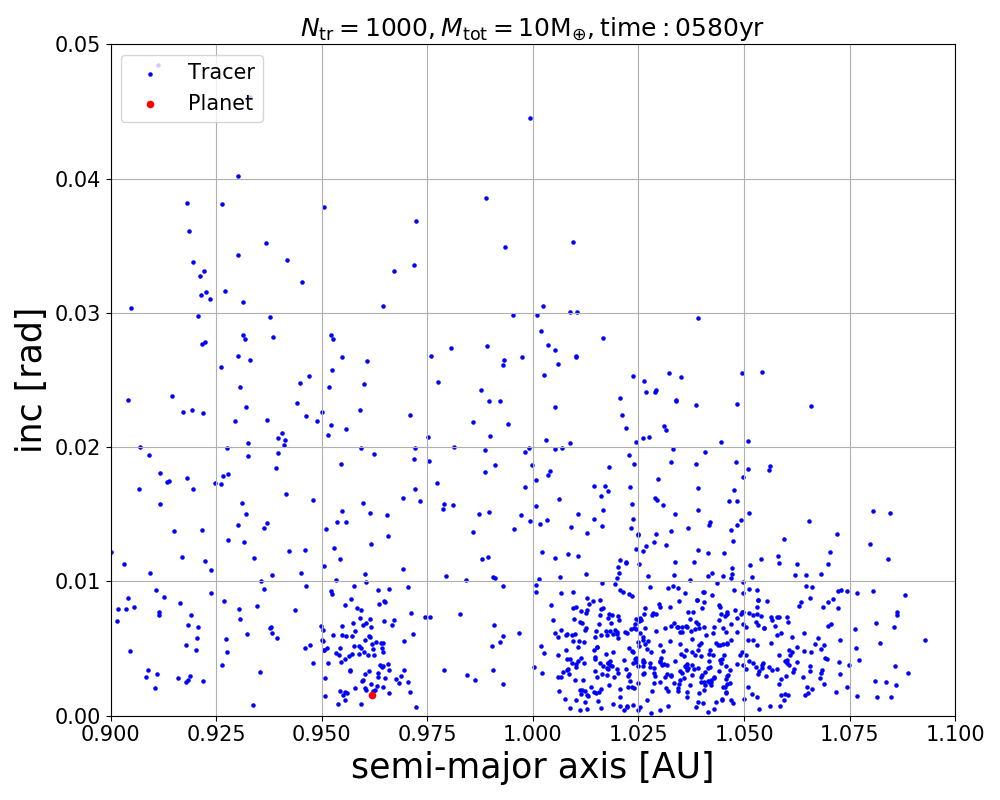 N_tr = 1000, M_tot = 10M_⊕, time : 0580yr
0.05
Tracer
Planet
0.04
0.03
0.02
0.01
0.00
inc [rad]
0.900 0.925 0.950 0.975 1.000 1.025 1.050 1.075 1.100
semi-major axis [AU]